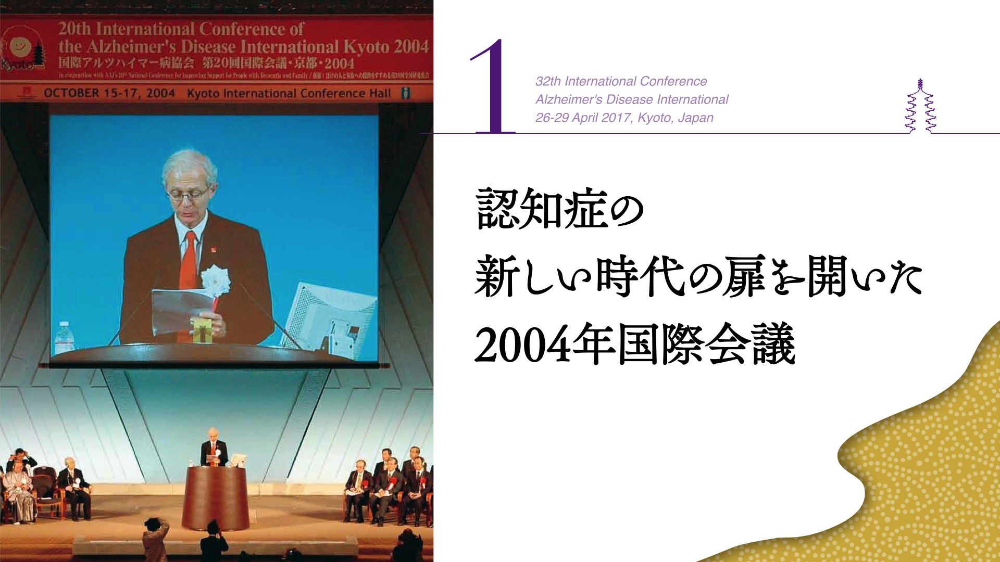 20th International Conference of
the Alzheimer's Disease International Kyoto 2004
国際アルツハイマー病協会 第20回国際会議・京都・2004
in conjunction with AAJ's 20th National Conference for Improving Support for People with Dementia and Family / 併催：ぼけの人と家族への援助をすすめる第20回全国研究集会
Kyoto 2004
OCTOBER 15-17, 2004 Kyoto International Conference Hall
1
32th International Conference
Alzheimer's Disease International
26-29 April 2017, Kyoto, Japan
認知症の
新しい時代の扉を開いた
2004年国際会議